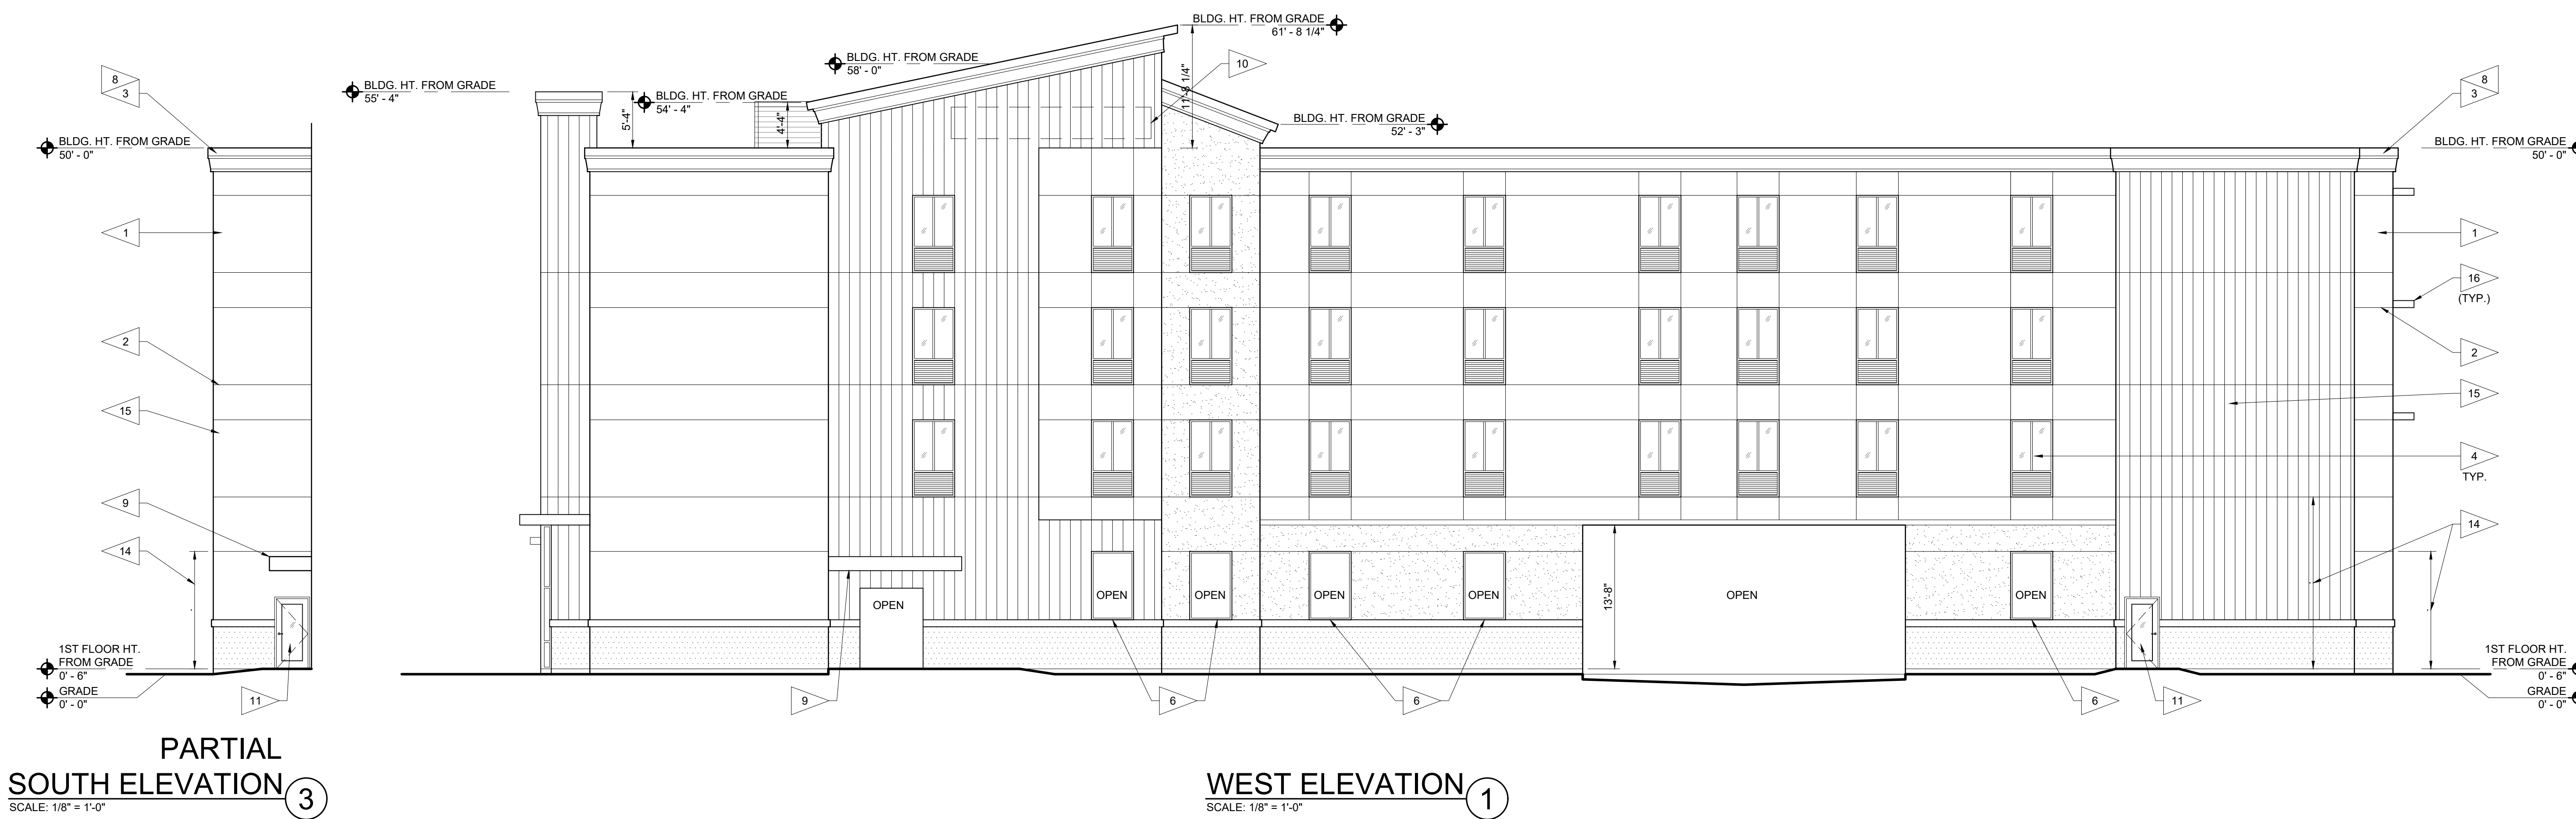 BLDG. HT. FROM GRADE
61' - 8 1/4"
BLDG. HT. FROM GRADE
58' - 0"
10
8
3
BLDG. HT. FROM GRADE
55' - 4"
BLDG. HT. FROM GRADE
54' - 4"
5'-4"
4'-4"
11'-8 1/4"
BLDG. HT. FROM GRADE
52' - 3"
8
3
BLDG. HT. FROM GRADE
50' - 0"
BLDG. HT. FROM GRADE
50' - 0"
1
2
15
9
14
1
16
(TYP.)
2
15
4
TYP.
14
OPEN
OPEN
OPEN
OPEN
OPEN
13'-8"
OPEN
OPEN
1ST FLOOR HT.
FROM GRADE
0' - 6"
GRADE
0' - 0"
1ST FLOOR HT.
FROM GRADE
0' - 6"
GRADE
0' - 0"
11
9
6
6
6
11
PARTIAL
SOUTH ELEVATION
3
SCALE: 1/8" = 1'-0"
WEST ELEVATION
1
SCALE: 1/8" = 1'-0"